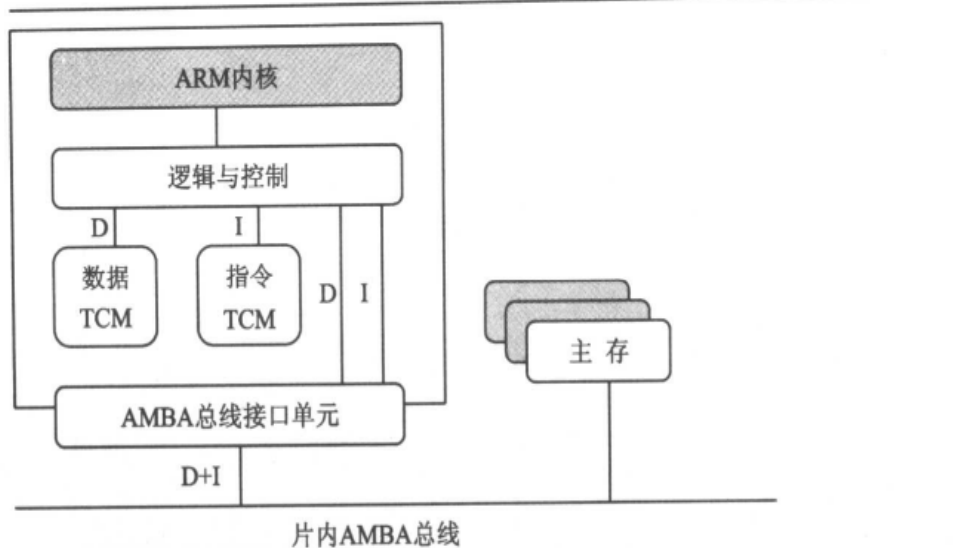 ARM内核
逻辑与控制
D
I
数据
TCM
指令
TCM
D
I
主 存
AMBA总线接口单元
D+I
片内AMBA总线